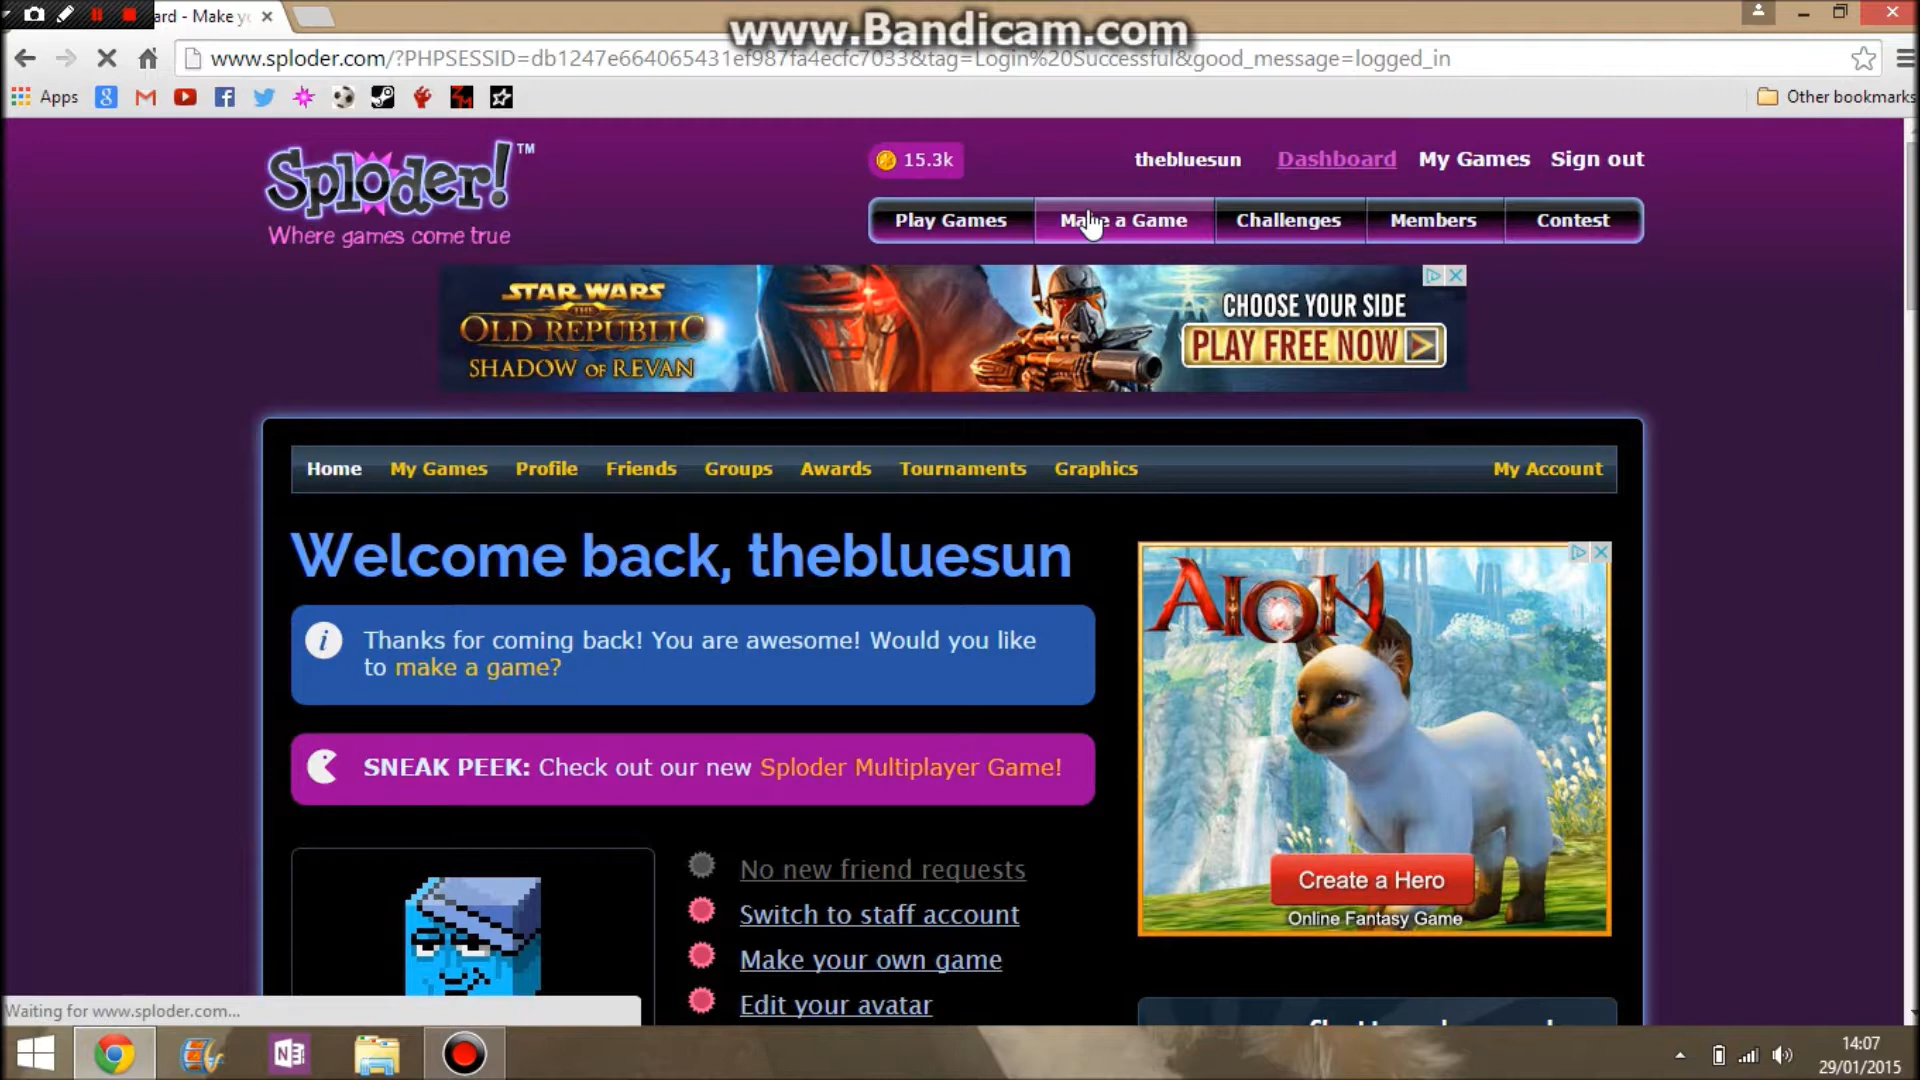 ard - Make yo
www.Bandicam.com
www.sploder.com/?PHPSESSID=db1247e664065431ef987fa4ecfc7033&tag=Login%20Successful&good_message=logged_in
Apps
Other bookmarks
Sploder!™
Where games come true
15.3k
thebluesun Dashboard My Games Sign out
Play Games Make a Game Challenges Members Contest
STAR WARS
THE
OLD REPUBLIC
SHADOW OF REVAN
CHOOSE YOUR SIDE
PLAY FREE NOW >
Home My Games Profile Friends Groups Awards Tournaments Graphics My Account
Welcome back, thebluesun
i Thanks for coming back! You are awesome! Would you like
to make a game?
SNEAK PEEK: Check out our new Sploder Multiplayer Game!
AION
Create a Hero
Online Fantasy Game
No new friend requests
Switch to staff account
Make your own game
Edit your avatar
Waiting for www.sploder.com...
14:07
29/01/2015